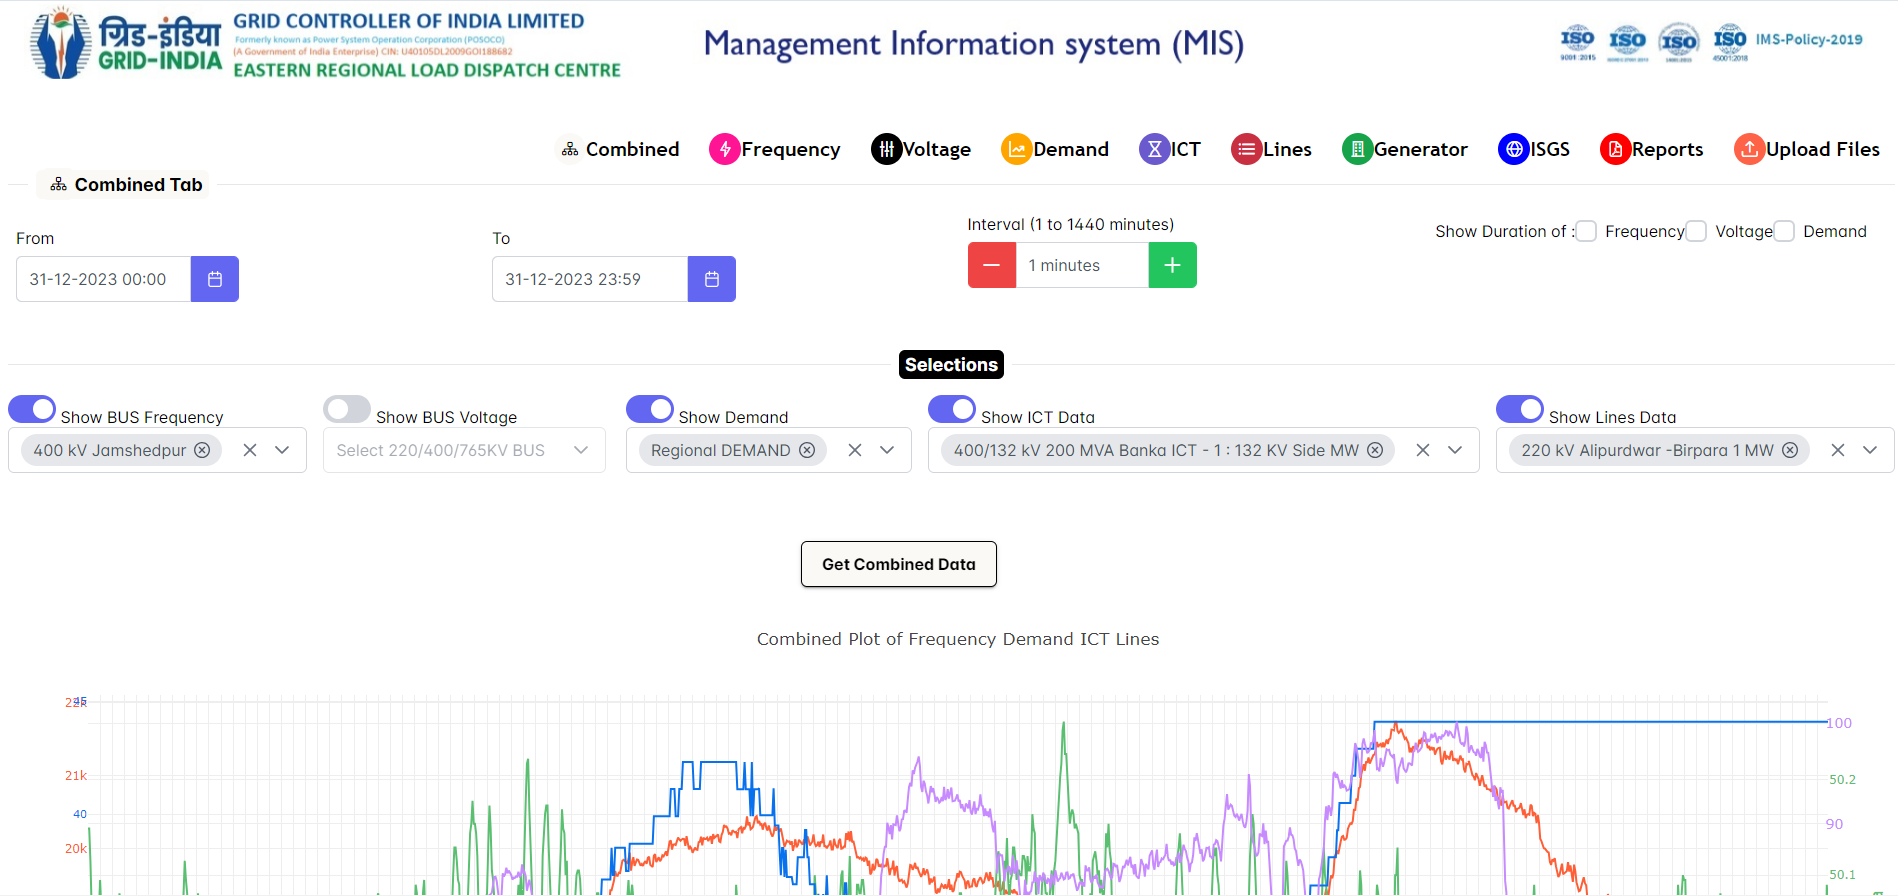 ग्रिड-इंडिया
GRID-INDIA
GRID CONTROLLER OF INDIA LIMITED
Formerly known as Power System Operation Corporation (POSOCO)
(A Government of India Enterprise) CIN: U40105DL2009GOI188682
EASTERN REGIONAL LOAD DISPATCH CENTRE
Management Information system (MIS)
ISO
9001:2015
ISO
ISO
ISO
45001:2018
IMS-Policy-2019
Combined Frequency Voltage Demand ICT Lines Generator ISGS Reports Upload Files
Combined Tab
From
31-12-2023 00:00
To
31-12-2023 23:59
Interval (1 to 1440 minutes)
1 minutes
Show Duration of : Frequency Voltage Demand
Selections
Show BUS Frequency
400 kV Jamshedpur
Show BUS Voltage
Select 220/400/765KV BUS
Show Demand
Regional DEMAND
Show ICT Data
400/132 kV 200 MVA Banka ICT - 1 : 132 KV Side MW
Show Lines Data
220 kV Alipurdwar -Birpara 1 MW
Get Combined Data
Combined Plot of Frequency Demand ICT Lines
22k
45
100
21k
50.2
40
90
20k
50.1